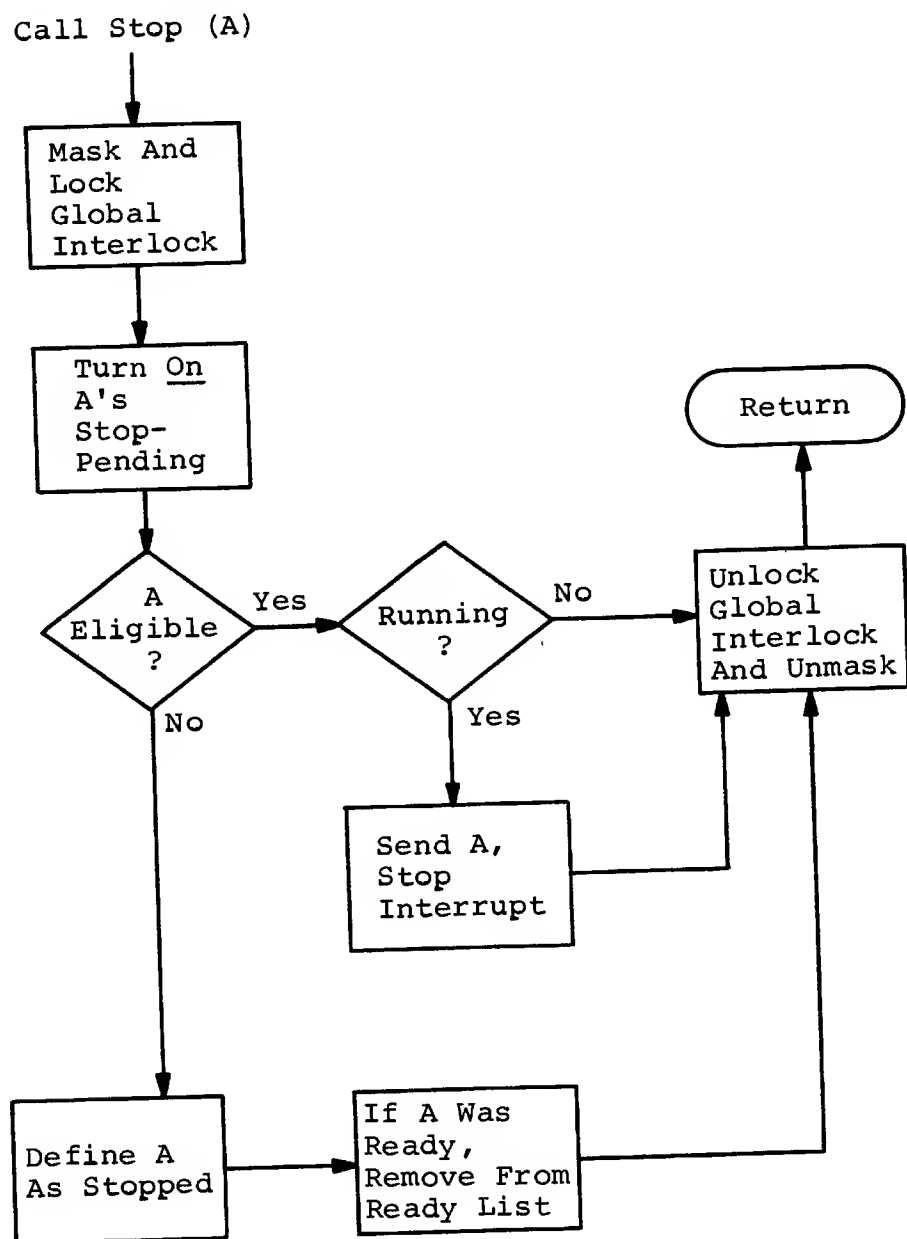 Call Stop (A)
Mask And
Lock
Global
Interlock
Turn On
A's
Stop-
Pending
A
Eligible
?
Yes
No
Running
?
No
Yes
Send A,
Stop
Interrupt
Return
Unlock
Global
Interlock
And Unmask
Define A
As Stopped
If A Was
Ready,
Remove From
Ready List